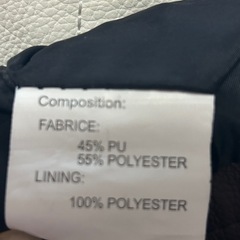 Composition:
FABRICE:
45% PU
55% POLYESTER
LINING:
100% POLYESTER